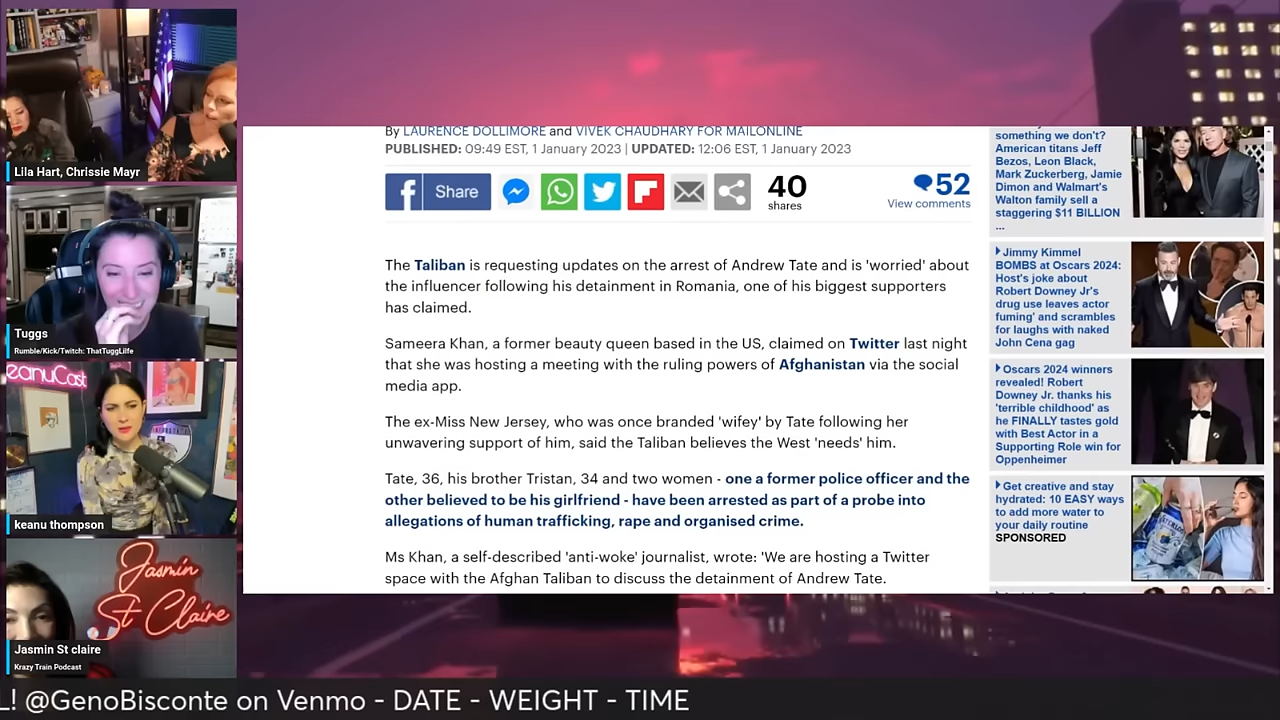 Lila Hart, Chrissie Mayr
Tuggs
Rumble/Kick/Twitch: ThatTuggLilfe
eanuCast
keanu thompson
Jasmin
St Claire
Jasmin St claire
Krazy Train Podcast
By LAURENCE DOLLIMORE and VIVEK CHAUDHARY FOR MAILONLINE
PUBLISHED: 09:49 EST, 1 January 2023 | UPDATED: 12:06 EST, 1 January 2023
f Share
40
shares
52
View comments
The Taliban is requesting updates on the arrest of Andrew Tate and is 'worried' about
the influencer following his detainment in Romania, one of his biggest supporters
has claimed.
Sameera Khan, a former beauty queen based in the US, claimed on Twitter last night
that she was hosting a meeting with the ruling powers of Afghanistan via the social
media app.
The ex-Miss New Jersey, who was once branded 'wifey' by Tate following her
unwavering support of him, said the Taliban believes the West 'needs' him.
Tate, 36, his brother Tristan, 34 and two women - one a former police officer and the
other believed to be his girlfriend - have been arrested as part of a probe into
allegations of human trafficking, rape and organised crime.
Ms Khan, a self-described 'anti-woke' journalist, wrote: 'We are hosting a Twitter
space with the Afghan Taliban to discuss the detainment of Andrew Tate.
something we don't?
American titans Jeff
Bezos, Leon Black,
Mark Zuckerberg, Jamie
Dimon and Walmart's
Walton family sell a
staggering $11 BILLION
...
Jimmy Kimmel
BOMBS at Oscars 2024:
Host's joke about
Robert Downey Jr's
drug use leaves actor
fuming' and scrambles
for laughs with naked
John Cena gag
Oscars 2024 winners
revealed! Robert
Downey Jr. thanks his
'terrible childhood' as
he FINALLY tastes gold
with Best Actor in a
Supporting Role win for
Oppenheimer
Get creative and stay
hydrated: 10 EASY ways
to add more water to
your daily routine
SPONSORED
L! @GenoBisconte on Venmo - DATE - WEIGHT - TIME